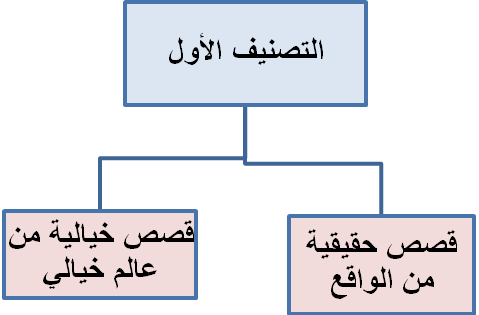 التصنيف الأول
قصص حقيقية
من الواقع
قصص خيالية من
عالم خيالي